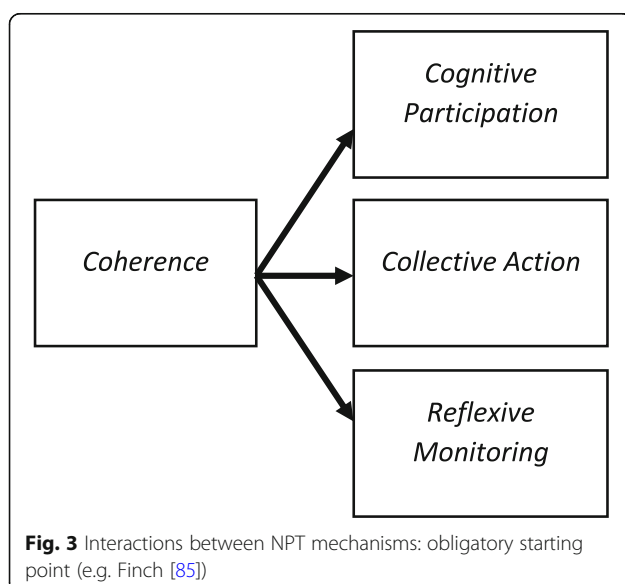 Cognitive
Participation
Coherence
Collective Action
Reflexive
Monitoring
Fig. 3 Interactions between NPT mechanisms: obligatory starting
point (e.g. Finch [85])